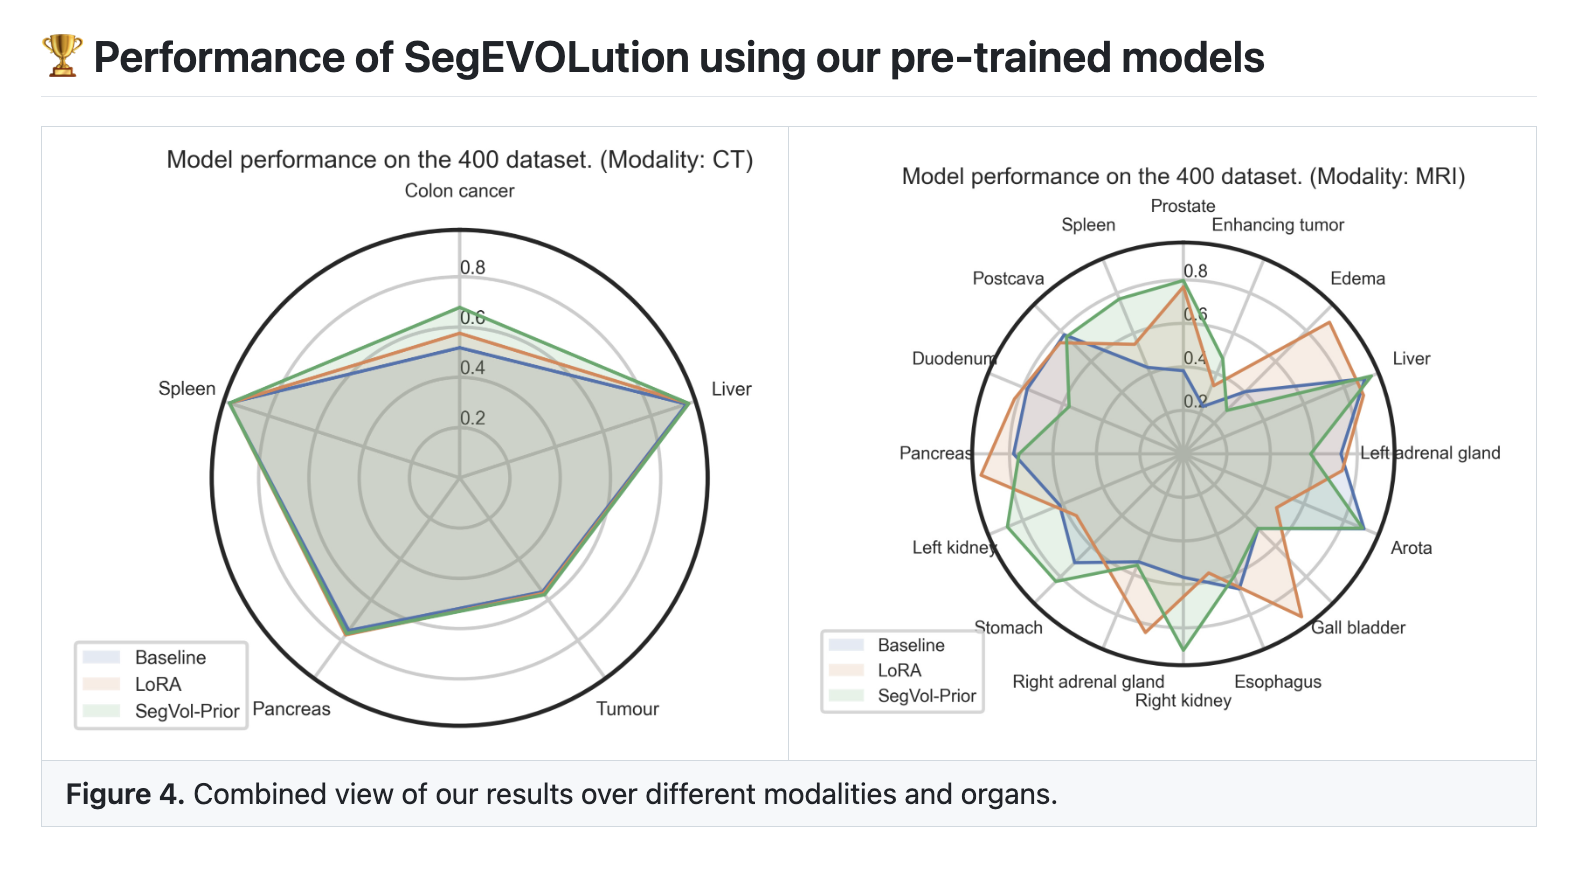 🏆 Performance of SegEVOLution using our pre-trained models
Model performance on the 400 dataset. (Modality: CT)
Colon cancer
0.8
0.6
0.4
0.2
Spleen
Liver
Pancreas
Tumour
Baseline
LoRA
SegVol-Prior
Model performance on the 400 dataset. (Modality: MRI)
Prostate
Spleen
Enhancing tumor
Postcava
Edema
0.8
0.6
0.4
0.2
Duodenum
Liver
Pancreas
Left adrenal gland
Left kidney
Arota
Stomach
Gall bladder
Right adrenal gland
Esophagus
Right kidney
Baseline
LoRA
SegVol-Prior
Figure 4. Combined view of our results over different modalities and organs.